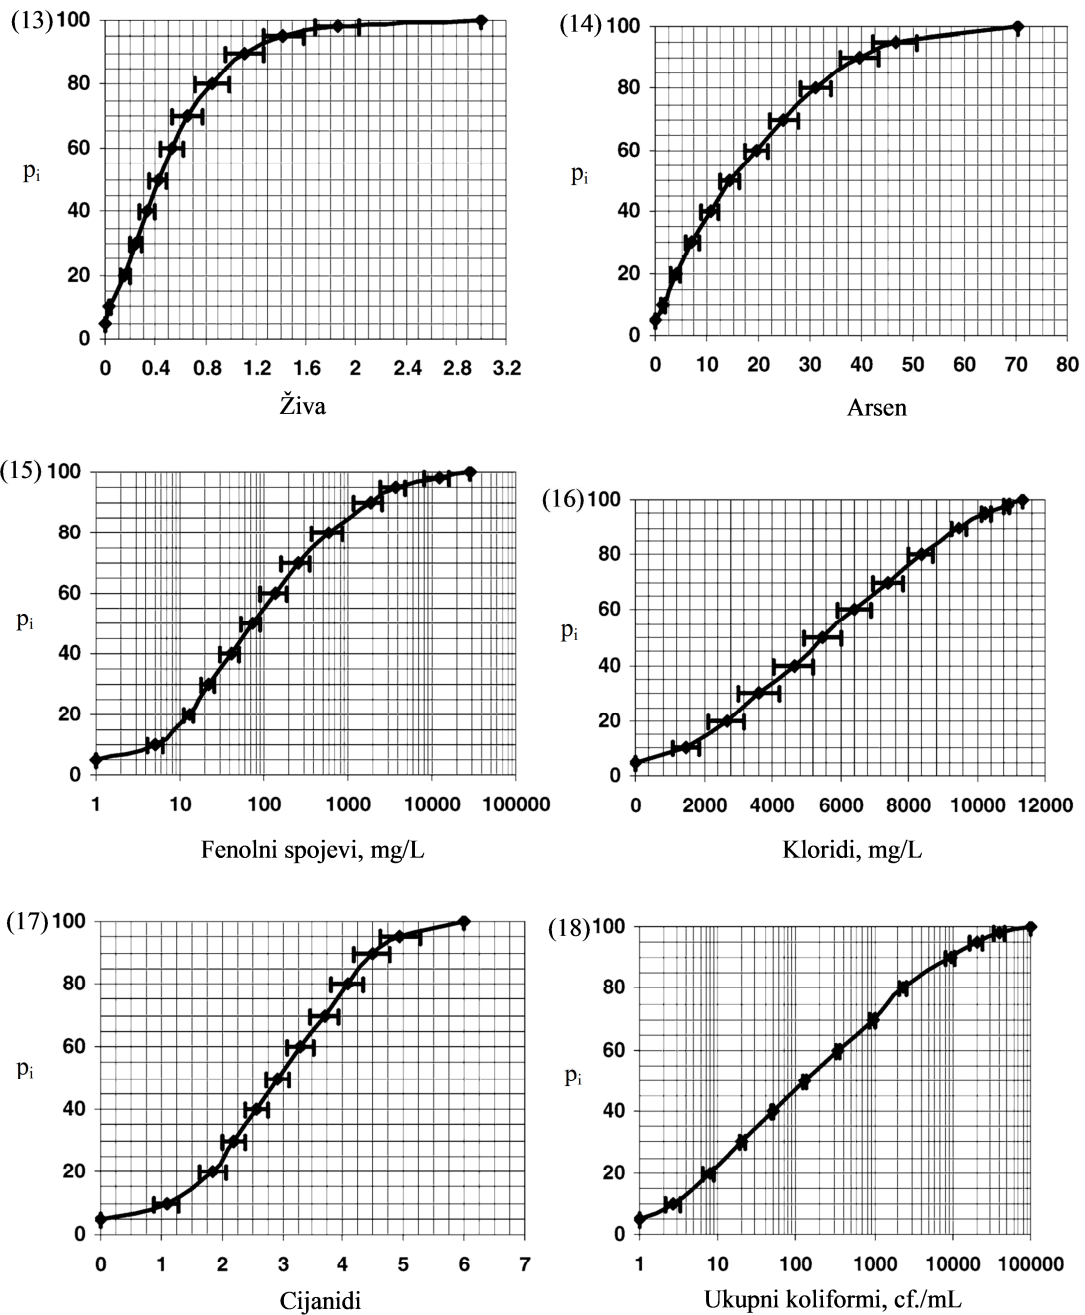 (13) 100
80
60
pᵢ
40
20
0
0 0.4 0.8 1.2 1.6 2 2.4 2.8 3.2
Živa
(14) 100
80
60
pᵢ
40
20
0
0 10 20 30 40 50 60 70 80
Arsen
(15) 100
80
60
pᵢ
40
20
0
1 10 100 1000 10000 100000
Fenolni spojevi, mg/L
(16) 100
80
60
pᵢ
40
20
0
0 2000 4000 6000 8000 10000 12000
Kloridi, mg/L
(17) 100
80
60
pᵢ
40
20
0
0 1 2 3 4 5 6 7
Cijanidi
(18) 100
80
60
pᵢ
40
20
0
1 10 100 1000 10000 100000
Ukupni koliformi, cf./mL